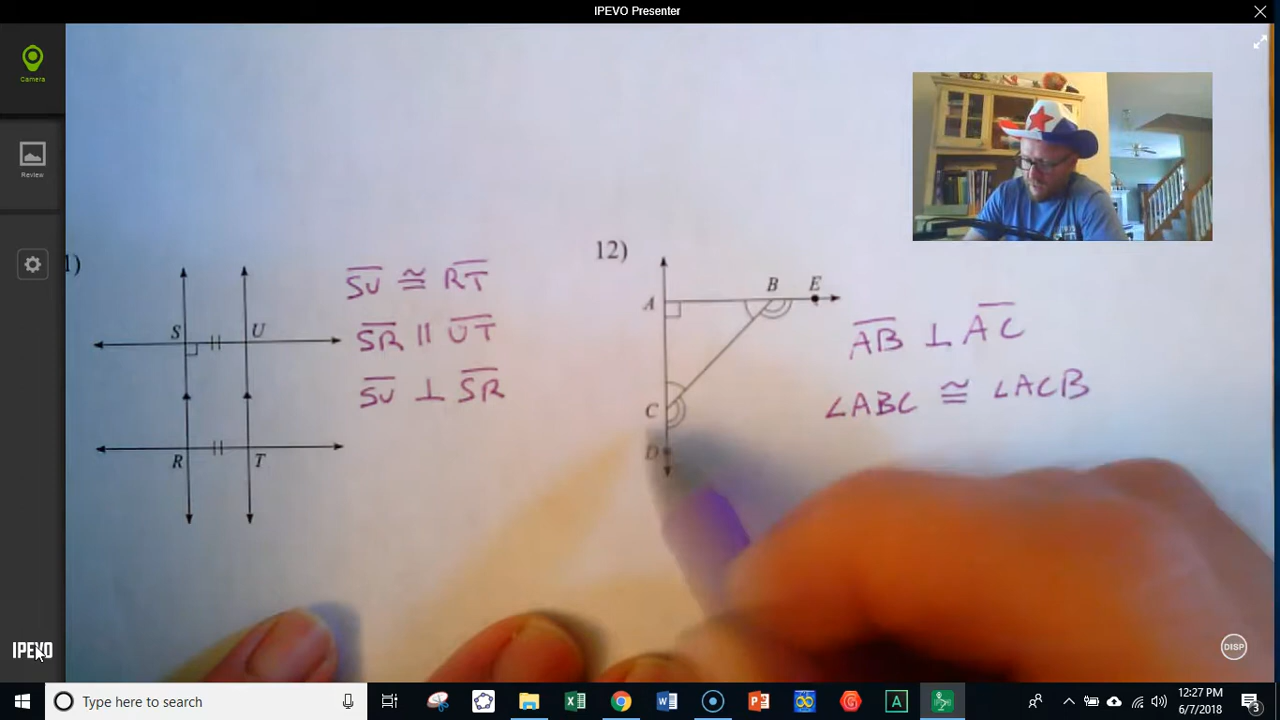 IPEVO Presenter
Camera
Review
1)
S
U
R
T
SU ≅ RT
SR || UT
SU ⊥ SR
12)
A
B
E
C
D
AB ⊥ AC
∠ABC ≅ ∠ACB
IPEVO
DISP
Type here to search
12:27 PM
6/7/2018
3